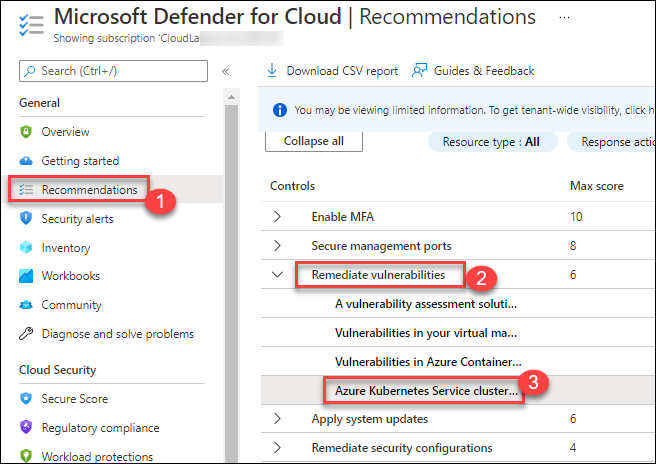 Microsoft Defender for Cloud | Recommendations ...
Showing subscription 'CloudLa
Search (Ctrl+/)
«
General
Overview
Getting started
Recommendations
1
Security alerts
Inventory
Workbooks
Community
Diagnose and solve problems
Cloud Security
Secure Score
Regulatory compliance
Workload protections
Download CSV report
Guides & Feedback
You may be viewing limited information. To get tenant-wide visibility, click h
Collapse all
Resource type : All
Response actio
Controls Max score
Enable MFA 10
Secure management ports 8
Remediate vulnerabilities 2 6
A vulnerability assessment soluti...
Vulnerabilities in your virtual ma...
Vulnerabilities in Azure Container...
Azure Kubernetes Service cluster... 3
Apply system updates 6
Remediate security configurations 4